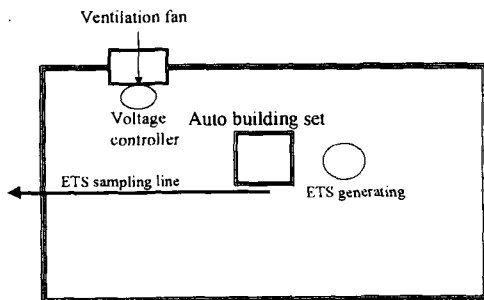 Ventilation fan
Voltage
controller
Auto building set
ETS sampling line
ETS generating